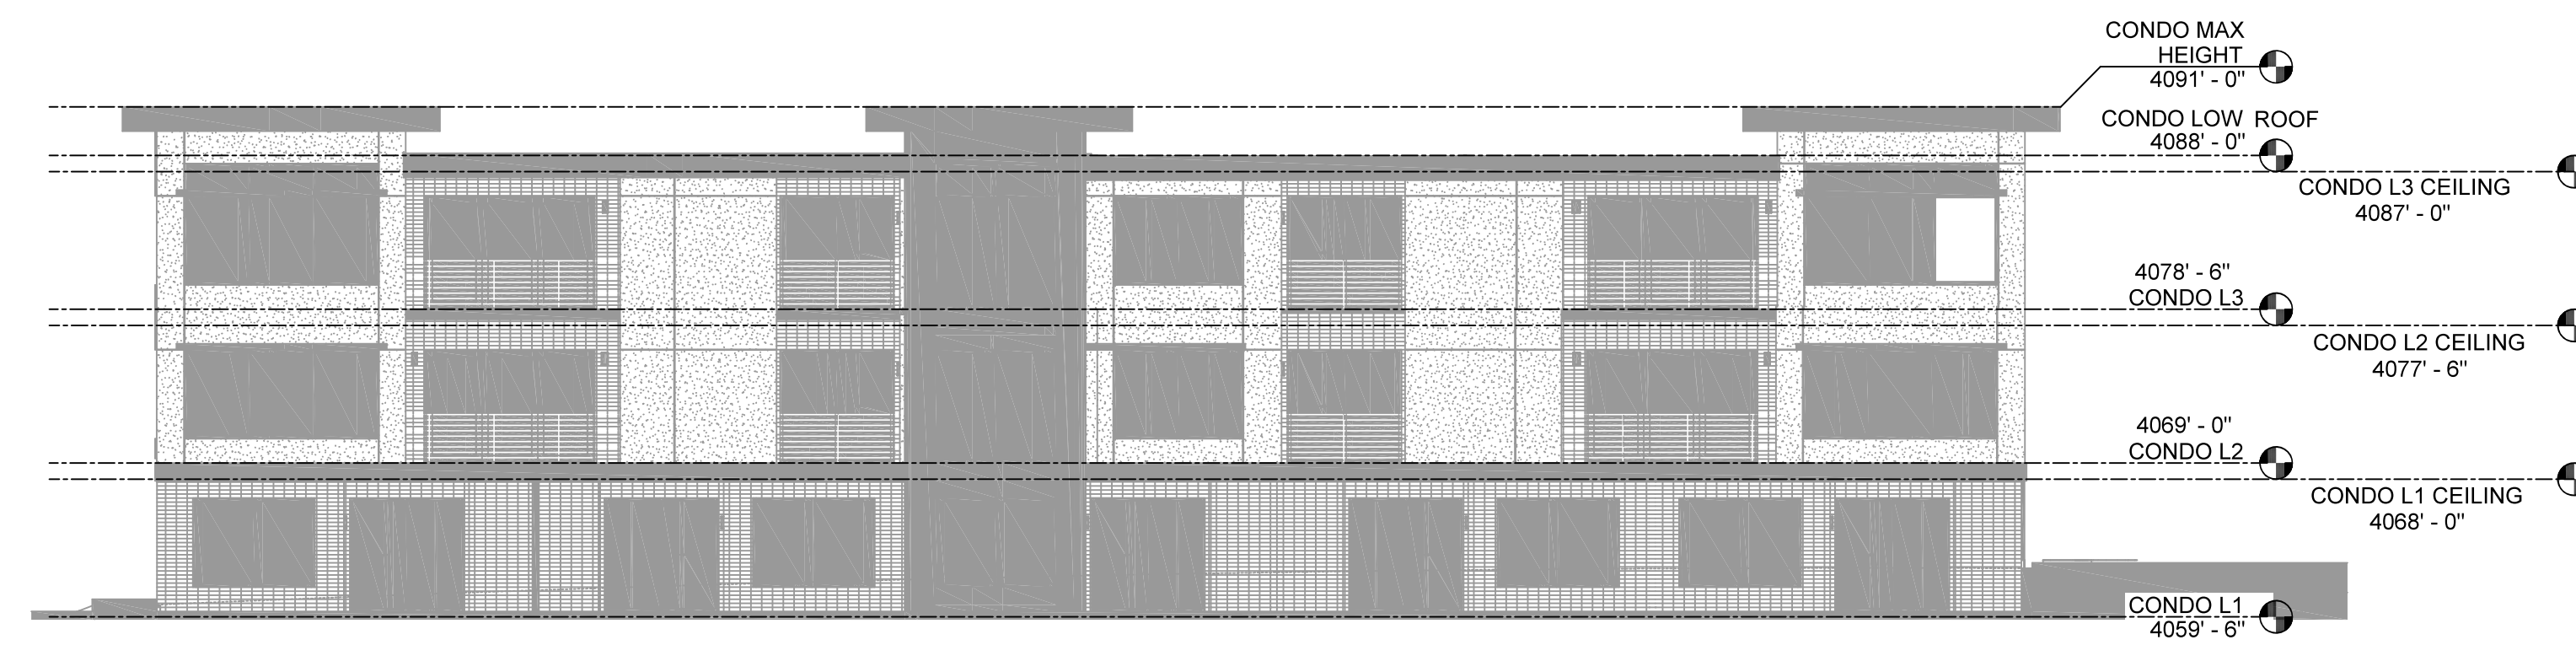 CONDO MAX
HEIGHT
4091' - 0"
CONDO LOW ROOF
4088' - 0"
CONDO L3 CEILING
4087' - 0"
4078' - 6"
CONDO L3
CONDO L2 CEILING
4077' - 6"
4069' - 0"
CONDO L2
CONDO L1 CEILING
4068' - 0"
CONDO L1
4059' - 6"